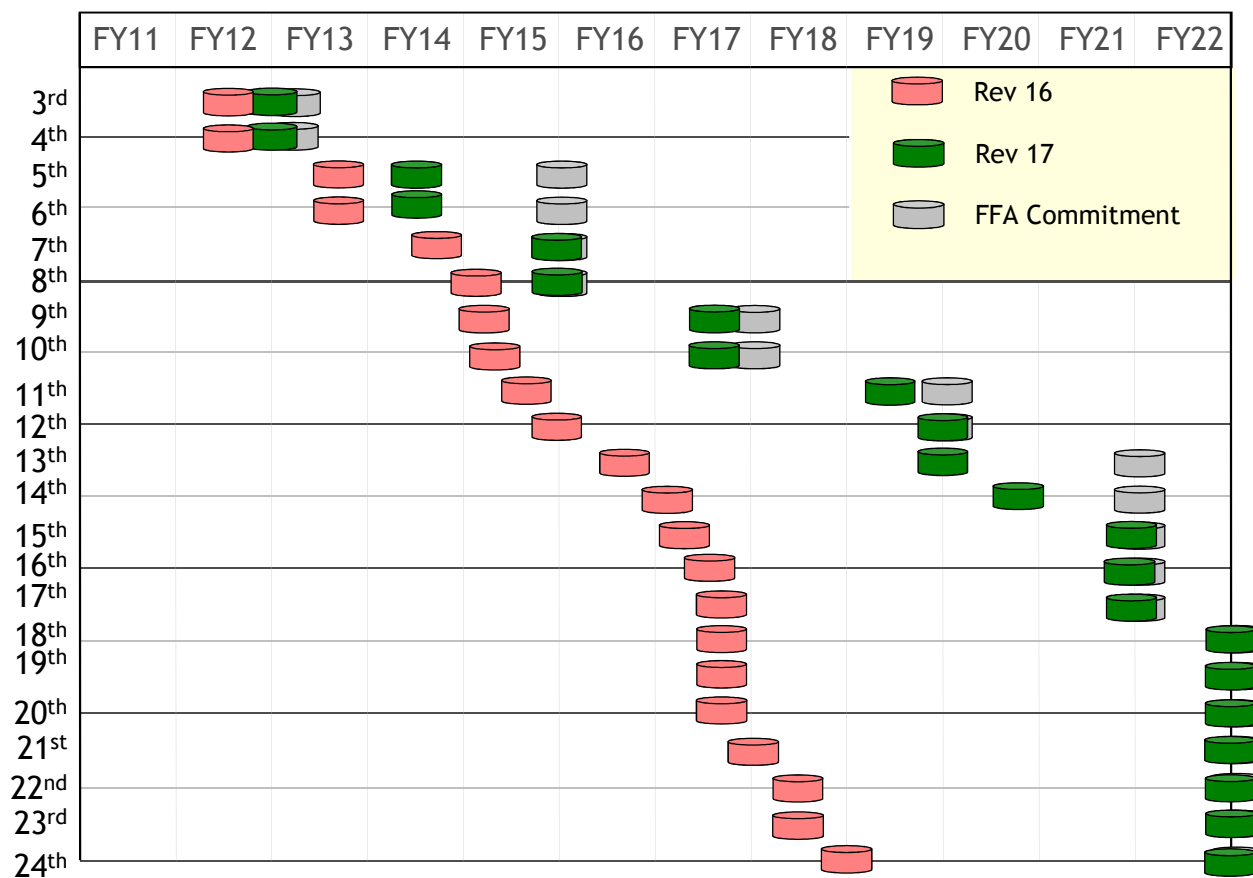 FY11 FY12 FY13 FY14 FY15 FY16 FY17 FY18 FY19 FY20 FY21 FY22
Rev 16
Rev 17
FFA Commitment
3rd
4th
5th
6th
7th
8th
9th
10th
11th
12th
13th
14th
15th
16th
17th
18th
19th
20th
21st
22nd
23rd
24th